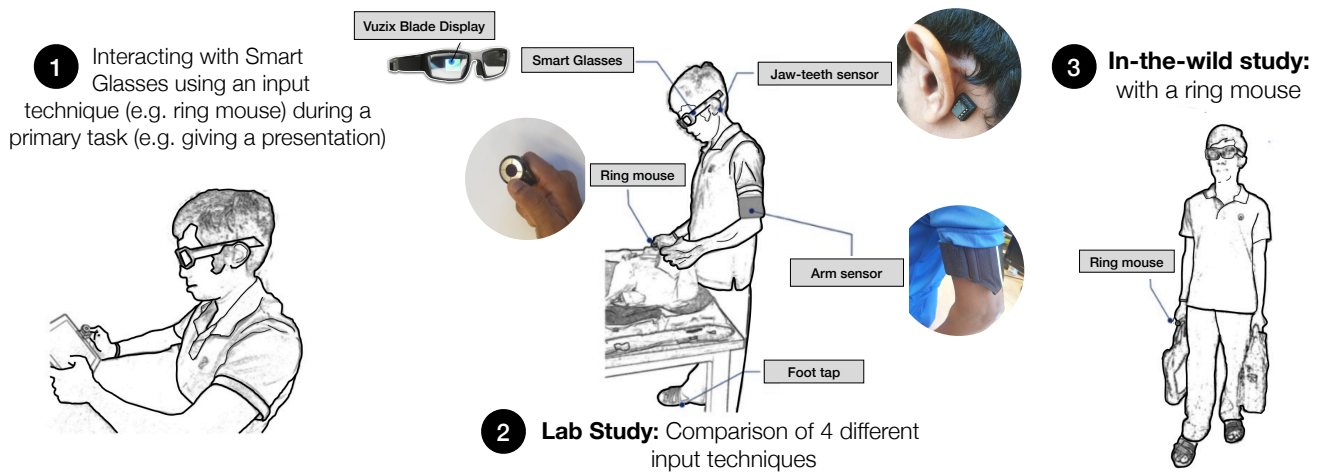 1
Interacting with Smart
Glasses using an input
technique (e.g. ring mouse) during a
primary task (e.g. giving a presentation)
Vuzix Blade Display
Smart Glasses
Jaw-teeth sensor
Ring mouse
Arm sensor
Foot tap
2
Lab Study: Comparison of 4 different
input techniques
3
In-the-wild study:
with a ring mouse
Ring mouse